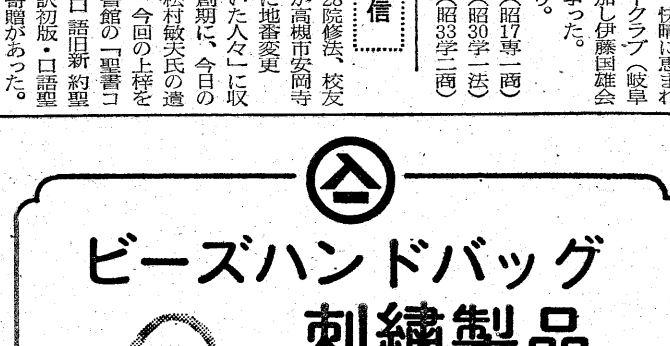 快晴に恵まれ
ークラブ（岐阜
加し伊藤国雄会
なった。
。
（昭17専一商）
（昭30学一法）
（昭33学二商）
信
28院修法、校友
が高槻市安岡寺
に地番変更
いた人々」に収
創期に、今日の
松村敏夫氏の遺
今回の上梓を
書館の「聖書コ
口語旧新約聖
訳初版・口語聖
寄贈があった。
ビーズハンドバッグ
刺繡製品